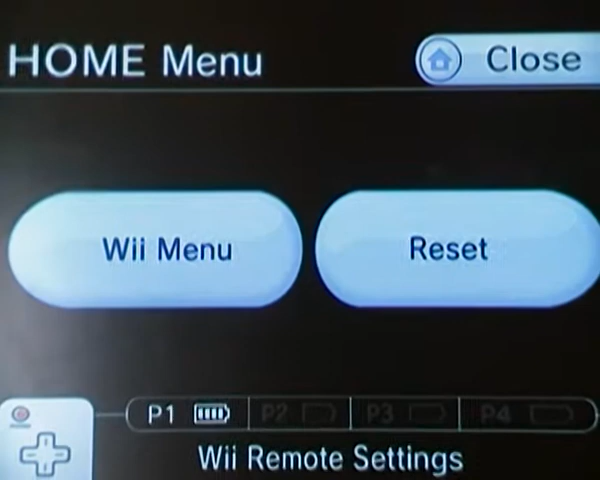 HOME Menu
Close
Wii Menu
Reset
P1 P2 P3 P4
Wii Remote Settings